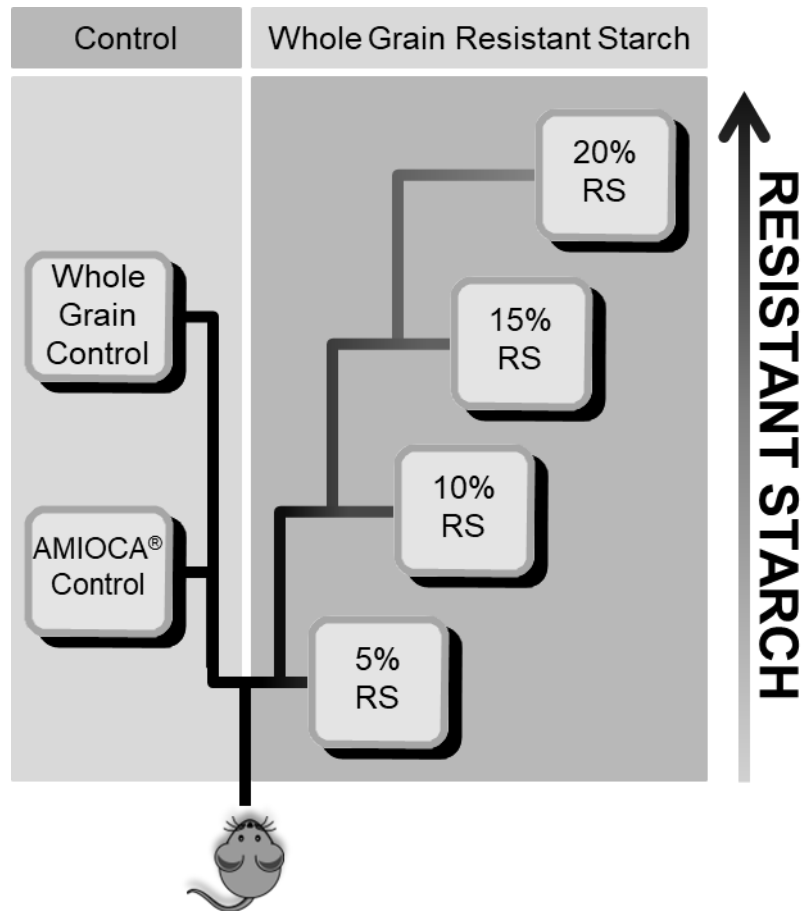 Control
Whole Grain Resistant Starch
Whole
Grain
Control
AMIOCA®
Control
20%
RS
15%
RS
10%
RS
5%
RS
RESISTANT STARCH